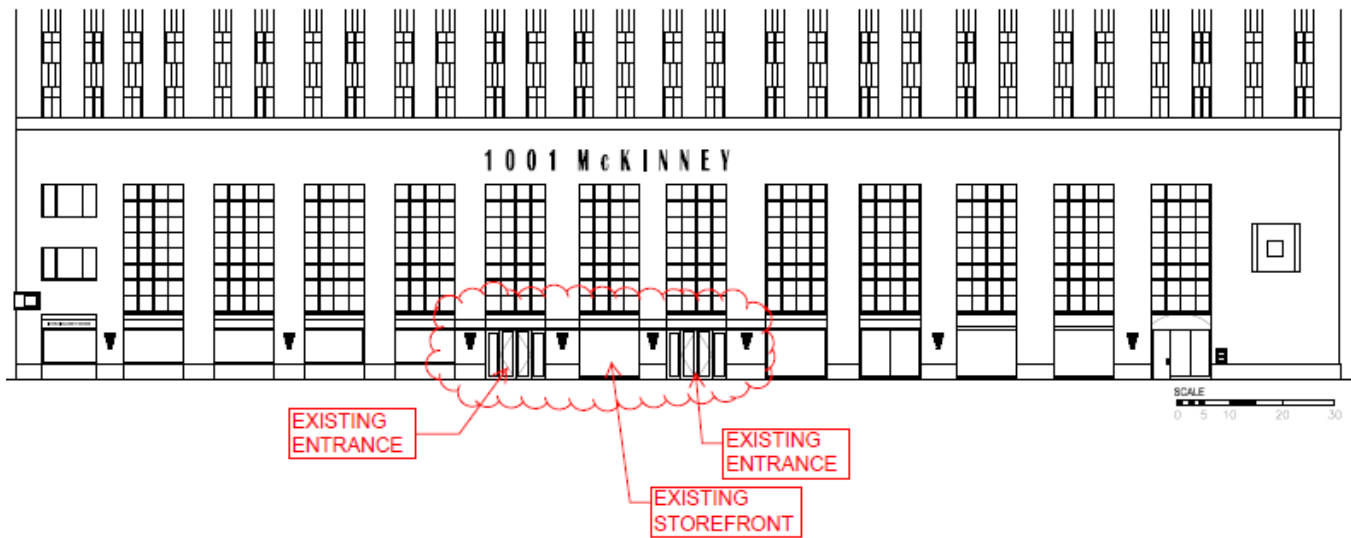 1001 McKINNEY
SCALE
0 5 10 20 30
EXISTING
ENTRANCE
EXISTING
ENTRANCE
EXISTING
STOREFRONT